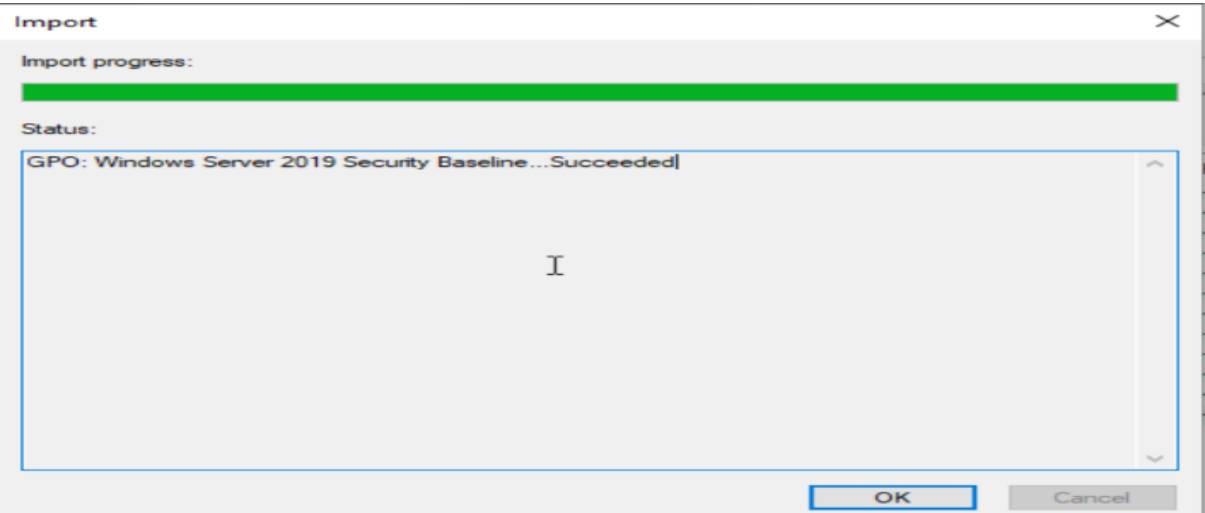 Import
Import progress:
Status:
GPO: Windows Server 2019 Security Baseline...Succeeded
OK
Cancel